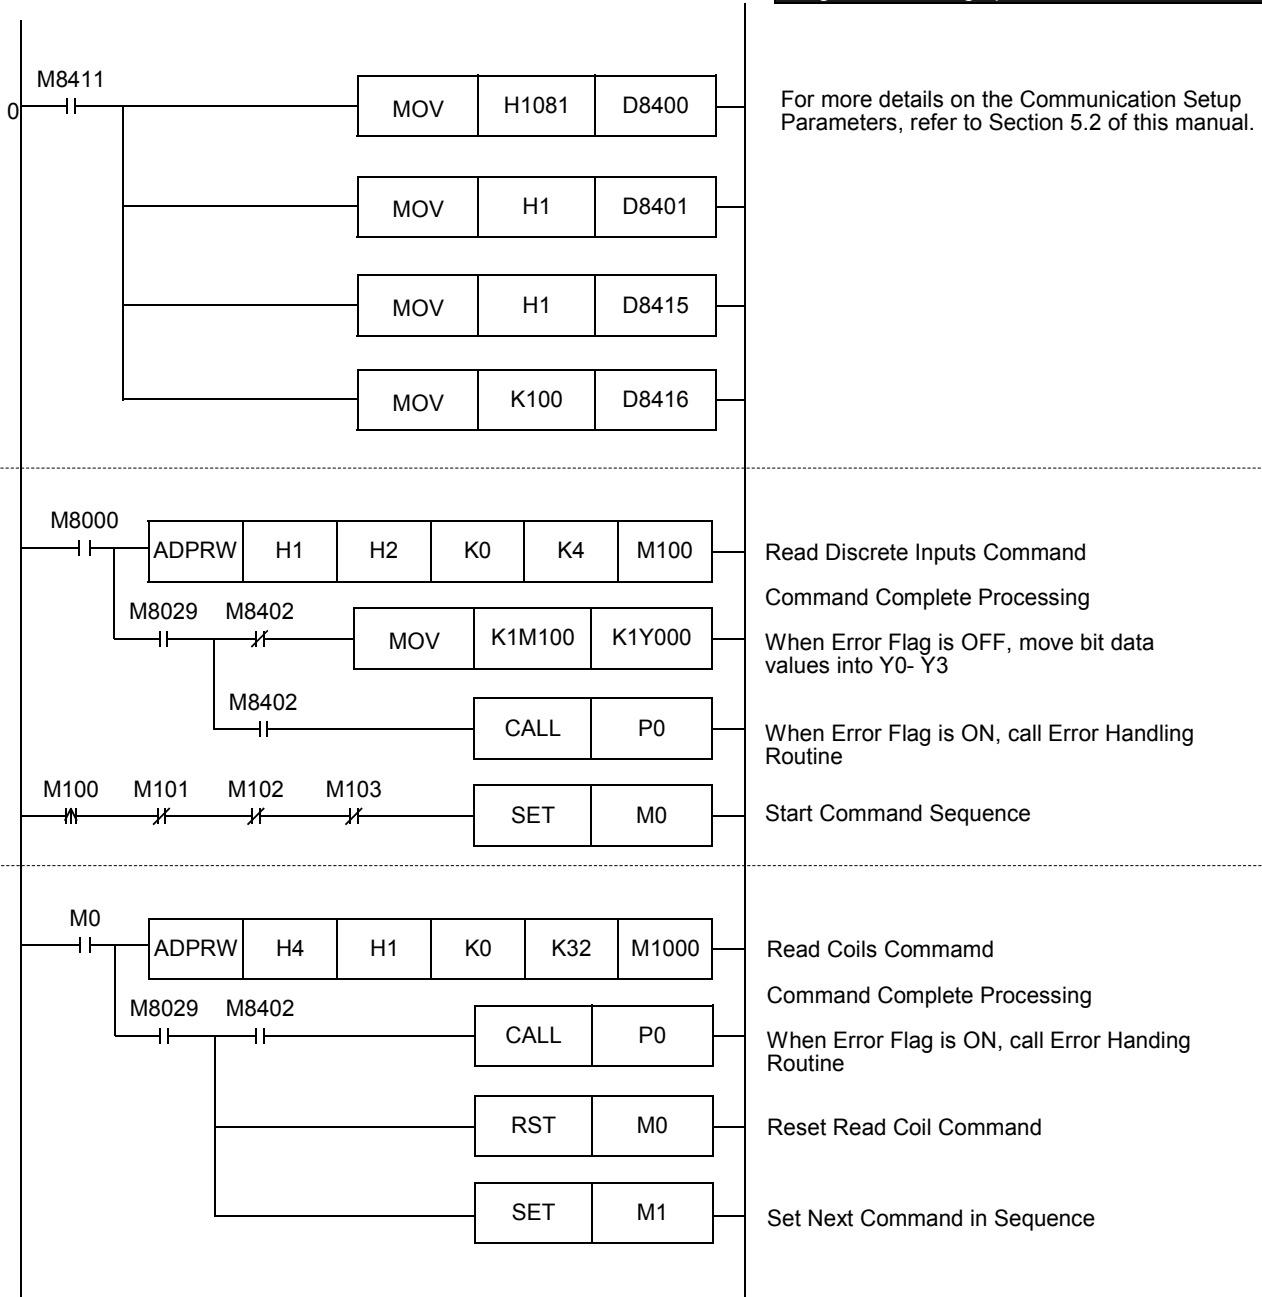 M8411
0
MOV H1081 D8400
For more details on the Communication Setup
Parameters, refer to Section 5.2 of this manual.
MOV H1 D8401
MOV H1 D8415
MOV K100 D8416
M8000
ADPRW H1 H2 K0 K4 M100
Read Discrete Inputs Command
Command Complete Processing
M8029 M8402
MOV K1M100 K1Y000
When Error Flag is OFF, move bit data
values into Y0- Y3
M8402
CALL P0
When Error Flag is ON, call Error Handling
Routine
M100 M101 M102 M103
SET M0
Start Command Sequence
M0
ADPRW H4 H1 K0 K32 M1000
Read Coils Commamd
Command Complete Processing
M8029 M8402
CALL P0
When Error Flag is ON, call Error Handing
Routine
RST M0
Reset Read Coil Command
SET M1
Set Next Command in Sequence